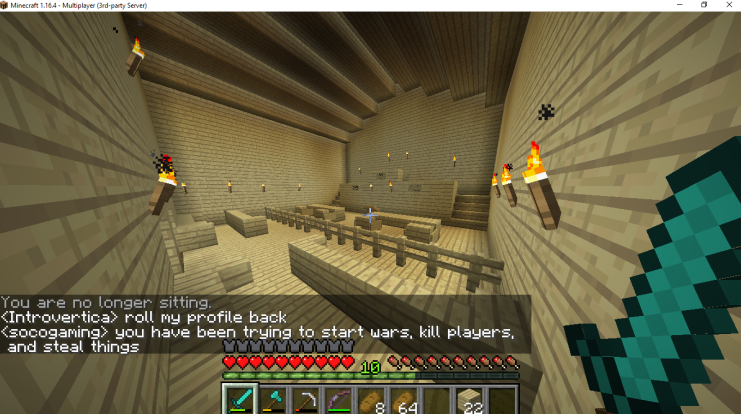 Minecraft 1.16.4 - Multiplayer (3rd-party Server)
You are no longer sitting.
<Introvertica> roll my profile back
<socogaming> you have been trying to start wars, kill players,
and steal things
10
8 64 22